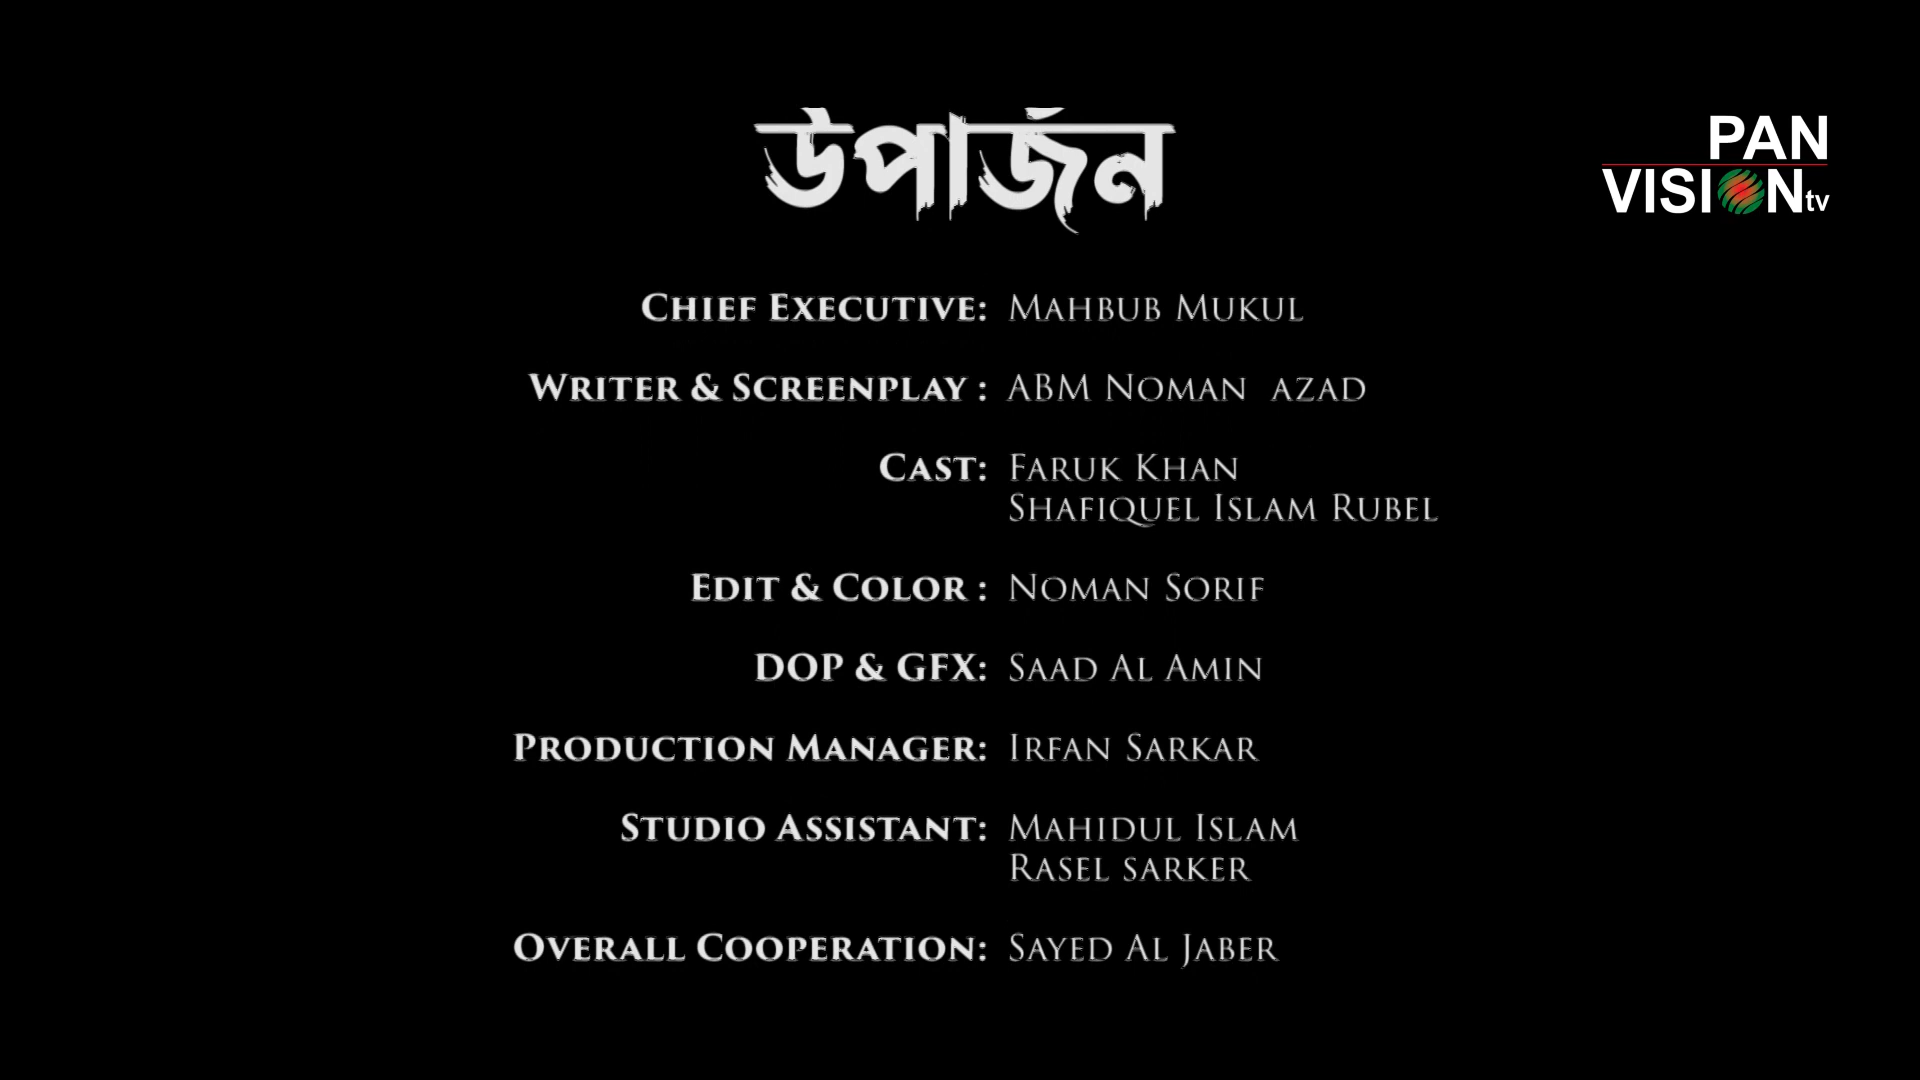 উপার্জন
PAN
VISION tv
Chief Executive: Mahbub Mukul
Writer & Screenplay : ABM Noman azad
Cast: Faruk Khan
Shafiquel Islam Rubel
Edit & Color : Noman Sorif
DOP & GFX: Saad Al Amin
Production Manager: Irfan Sarkar
Studio Assistant: Mahidul Islam
Rasel sarker
Overall Cooperation: Sayed Al Jaber